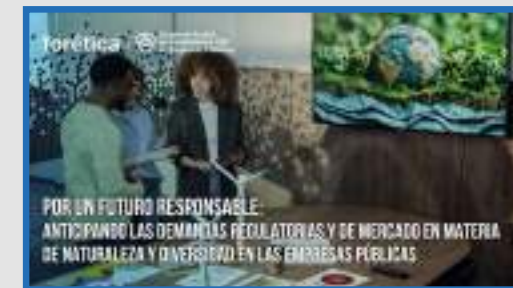 forética
POR UN FUTURO RESPONSABLE:
ANTICIPANDO LAS DEMANDAS REGULATORIAS Y DE MERCADO EN MATERIA
DE NATURALEZA Y DIVERSIDAD EN LAS EMPRESAS PÚBLICAS